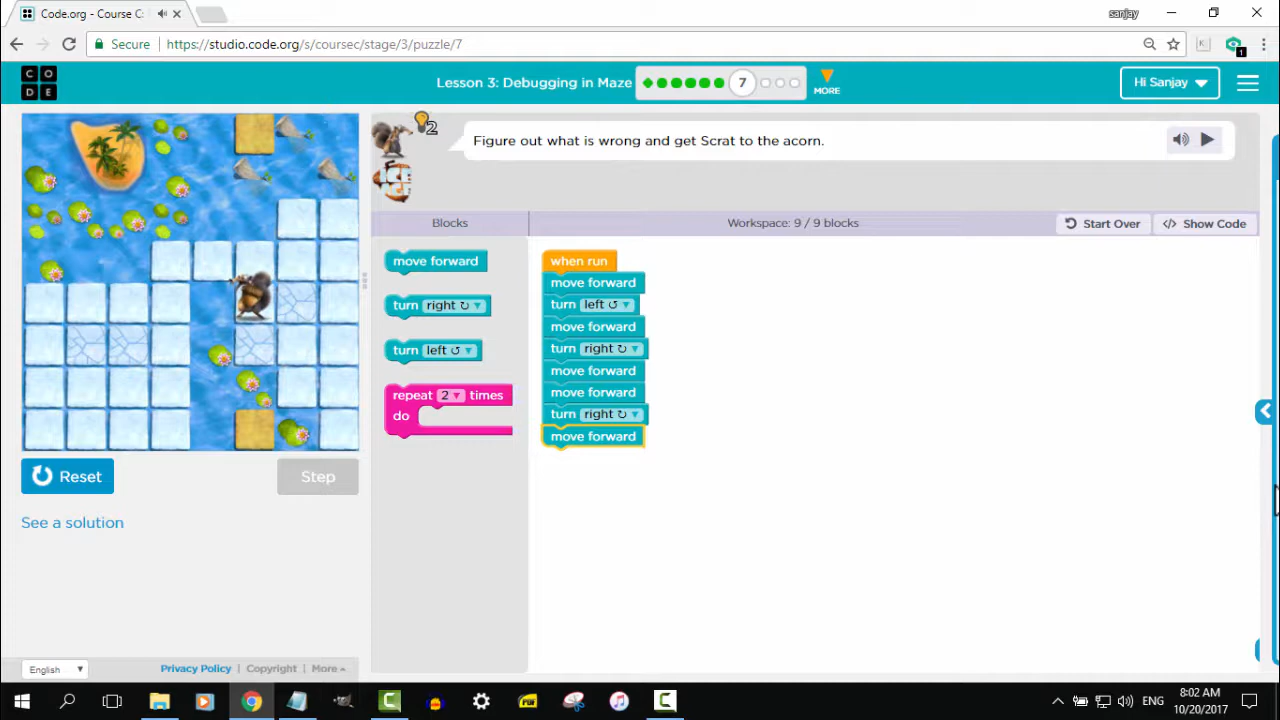 Code.org - Course C:
sanjay
Secure
https://studio.code.org/s/coursec/stage/3/puzzle/7
1
C O
D E
Lesson 3: Debugging in Maze
7
MORE
Hi Sanjay
2
Figure out what is wrong and get Scrat to the acorn.
Blocks
Workspace: 9 / 9 blocks
Start Over
</> Show Code
move forward
turn right
turn left
repeat 2 times
do
when run
move forward
turn left
move forward
turn right
move forward
move forward
turn right
move forward
Reset
Step
See a solution
English
Privacy Policy | Copyright | More
ENG
8:02 AM
10/20/2017